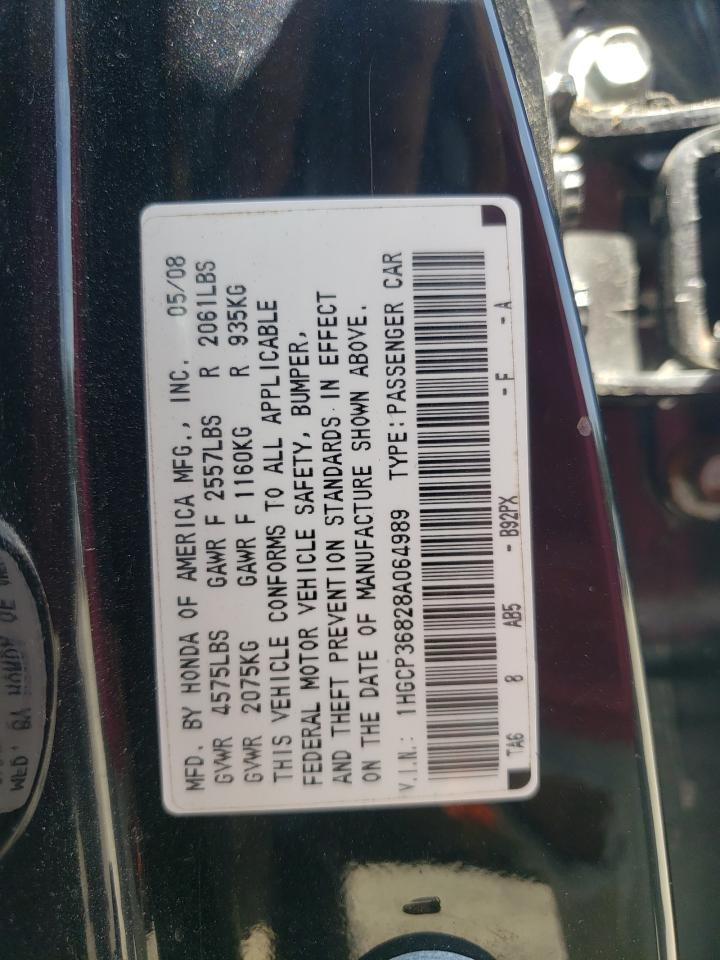 MFD. BY HONDA OF AMERICA MFG., INC. 05/08
GVWR 4575LBS GAWR F 2557LBS R 2061LBS
GVWR 2075KG GAWR F 1160KG R 935KG
THIS VEHICLE CONFORMS TO ALL APPLICABLE
FEDERAL MOTOR VEHICLE SAFETY, BUMPER,
AND THEFT PREVENTION STANDARDS IN EFFECT
ON THE DATE OF MANUFACTURE SHOWN ABOVE.
V.I.N.: 1HGCP36828A064989 TYPE: PASSENGER CAR
TA6 8 AB5 - B92PX - F - A